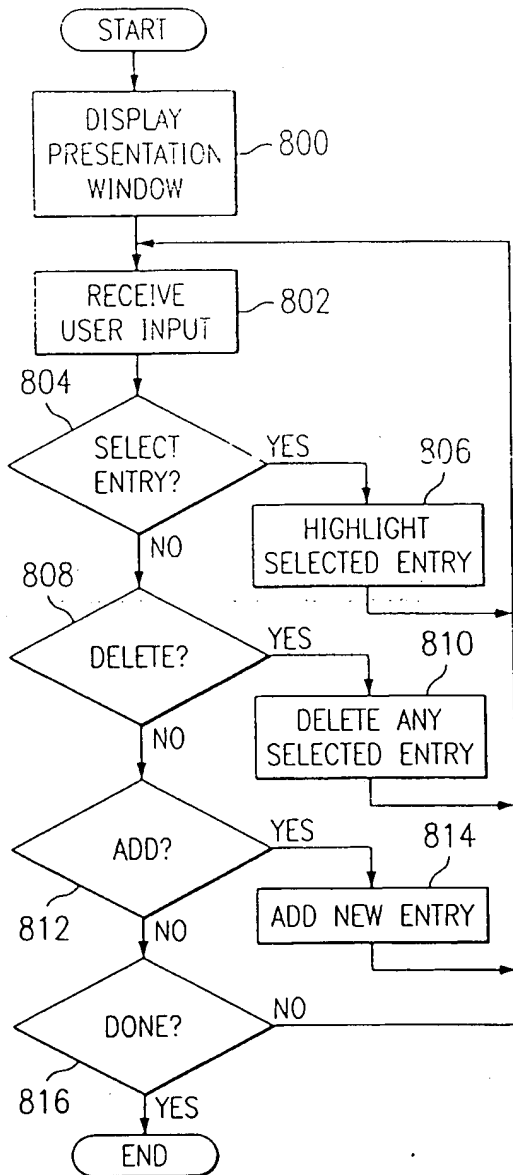 START
DISPLAY
PRESENTATION
WINDOW
800
RECEIVE
USER INPUT
802
804
SELECT
ENTRY?
YES
806
HIGHLIGHT
SELECTED ENTRY
NO
808
DELETE?
YES
810
DELETE ANY
SELECTED ENTRY
NO
ADD?
YES
814
ADD NEW ENTRY
812
NO
DONE?
NO
816
YES
END